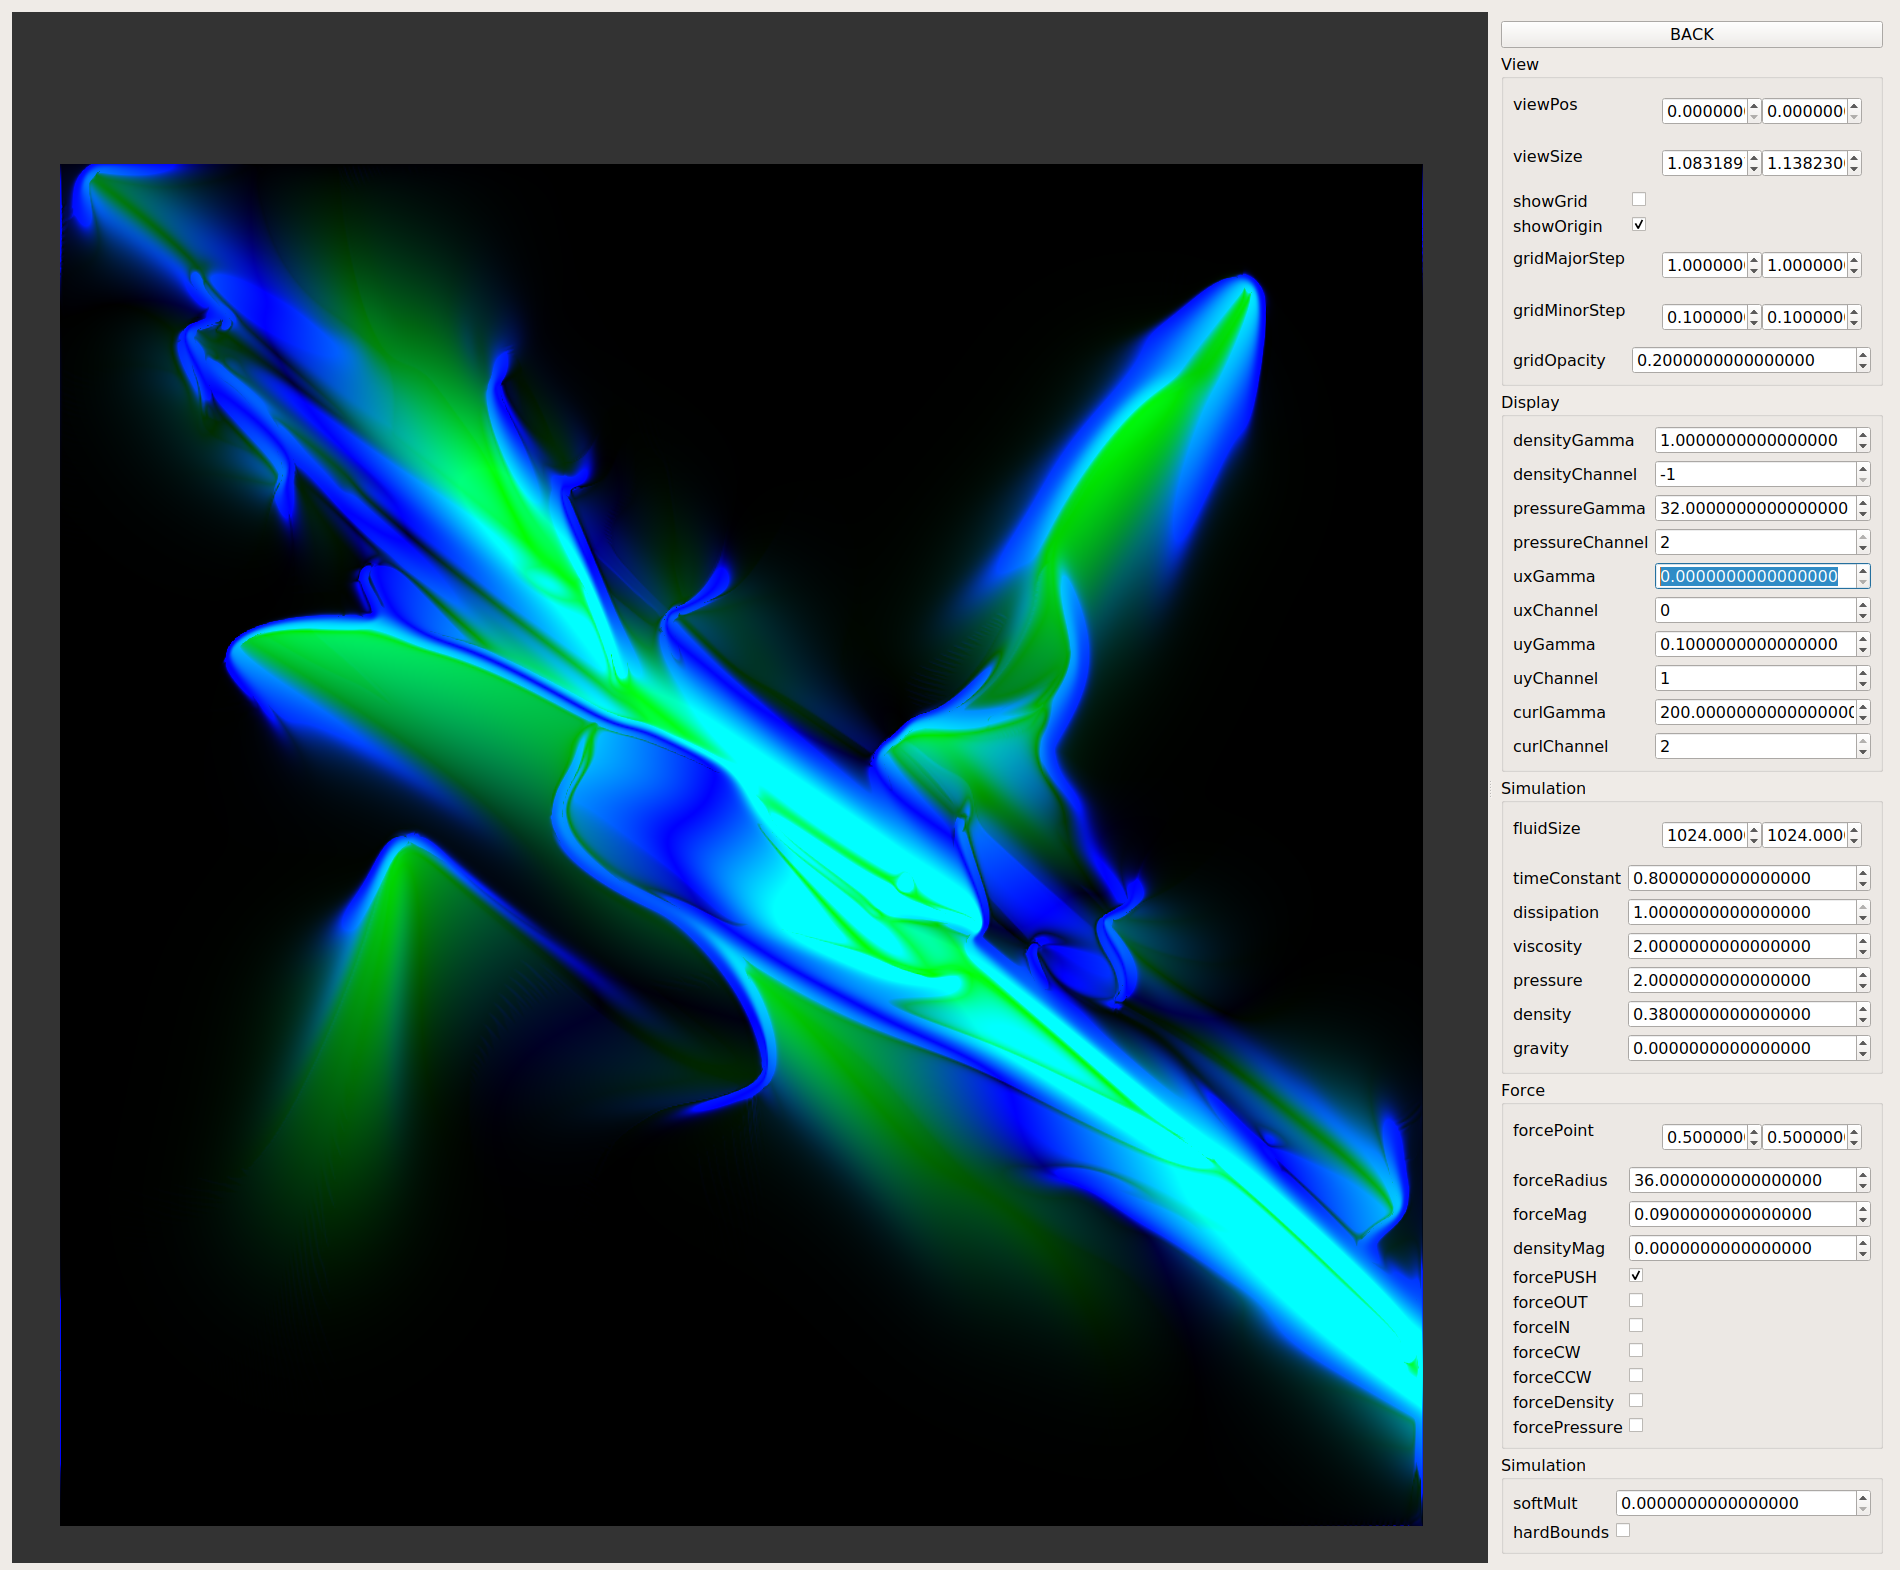 BACK
View
viewPos 0.000000 0.000000
viewSize 1.083189 1.138230
showGrid
showOrigin
gridMajorStep 1.000000 1.000000
gridMinorStep 0.100000 0.100000
gridOpacity 0.2000000000000000
Display
densityGamma 1.0000000000000000
densityChannel -1
pressureGamma 32.0000000000000000
pressureChannel 2
uxGamma 0.0000000000000000
uxChannel 0
uyGamma 0.1000000000000000
uyChannel 1
curlGamma 200.0000000000000000
curlChannel 2
Simulation
fluidSize 1024.000 1024.000
timeConstant 0.8000000000000000
dissipation 1.0000000000000000
viscosity 2.0000000000000000
pressure 2.0000000000000000
density 0.3800000000000000
gravity 0.0000000000000000
Force
forcePoint 0.500000 0.500000
forceRadius 36.0000000000000000
forceMag 0.0900000000000000
densityMag 0.0000000000000000
forcePUSH
forceOUT
forceIN
forceCW
forceCCW
forceDensity
forcePressure
Simulation
softMult 0.0000000000000000
hardBounds